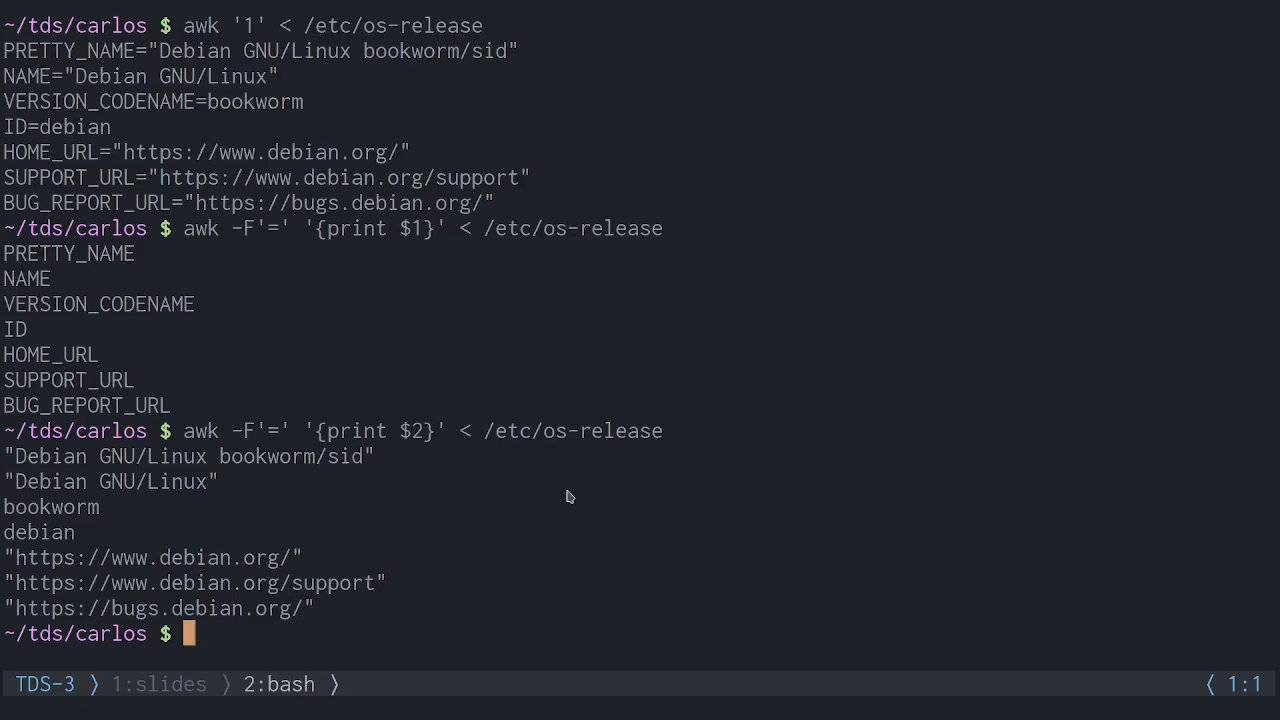 ~/tds/carlos $ awk '1' < /etc/os-release
PRETTY_NAME="Debian GNU/Linux bookworm/sid"
NAME="Debian GNU/Linux"
VERSION_CODENAME=bookworm
ID=debian
HOME_URL="https://www.debian.org/"
SUPPORT_URL="https://www.debian.org/support"
BUG_REPORT_URL="https://bugs.debian.org/"
~/tds/carlos $ awk -F'=' '{print $1}' < /etc/os-release
PRETTY_NAME
NAME
VERSION_CODENAME
ID
HOME_URL
SUPPORT_URL
BUG_REPORT_URL
~/tds/carlos $ awk -F'=' '{print $2}' < /etc/os-release
"Debian GNU/Linux bookworm/sid"
"Debian GNU/Linux"
bookworm
debian
"https://www.debian.org/"
"https://www.debian.org/support"
"https://bugs.debian.org/"
~/tds/carlos $
TDS-3 ⟩ 1:slides ⟩ 2:bash ⟩ ⟨ 1:1